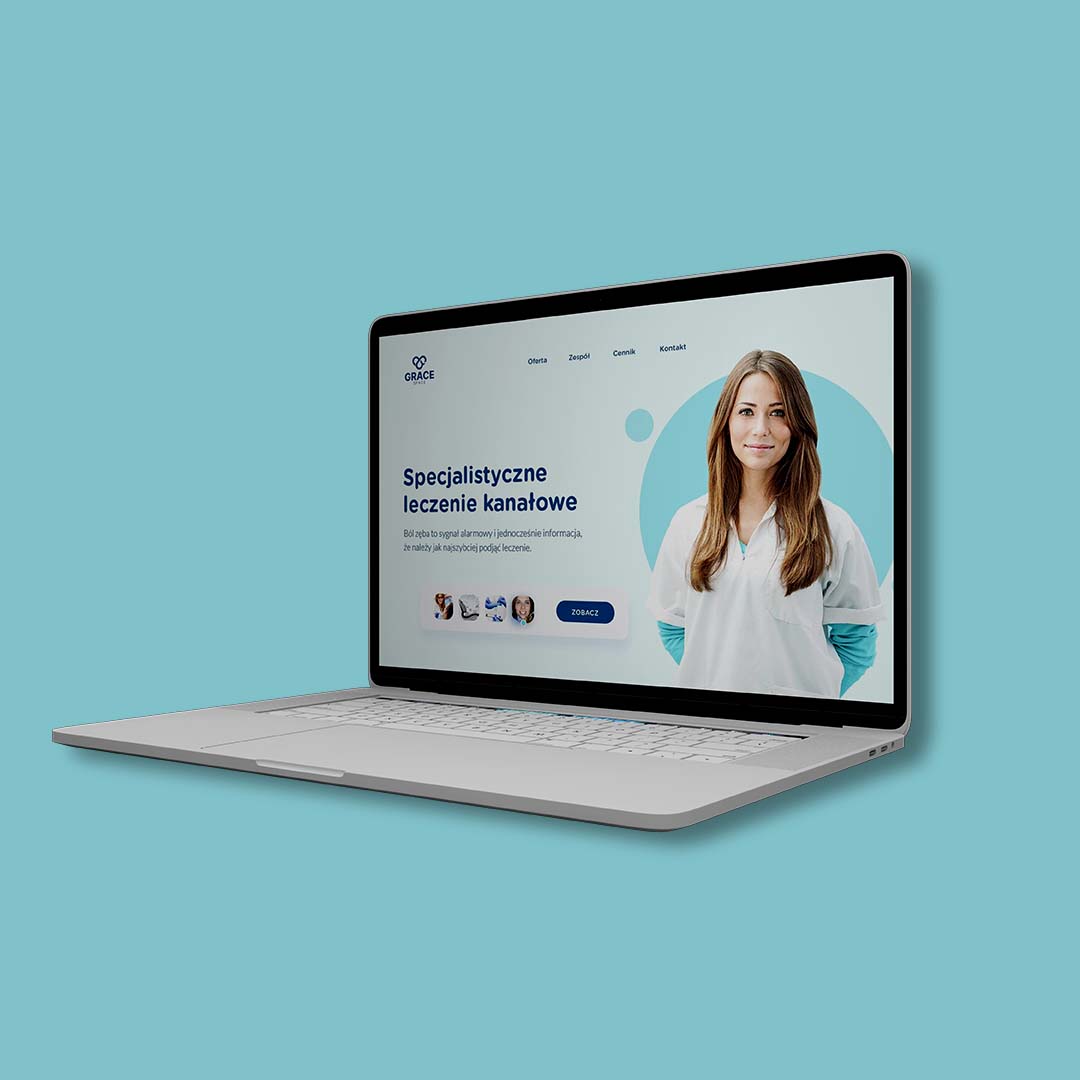 GRACE
SPACE
Oferta Zespół Cennik Kontakt
Specjalistyczne
leczenie kanałowe
Ból zęba to sygnał alarmowy i jednocześnie informacja,
że należy jak najszybciej podjąć leczenie.
ZOBACZ